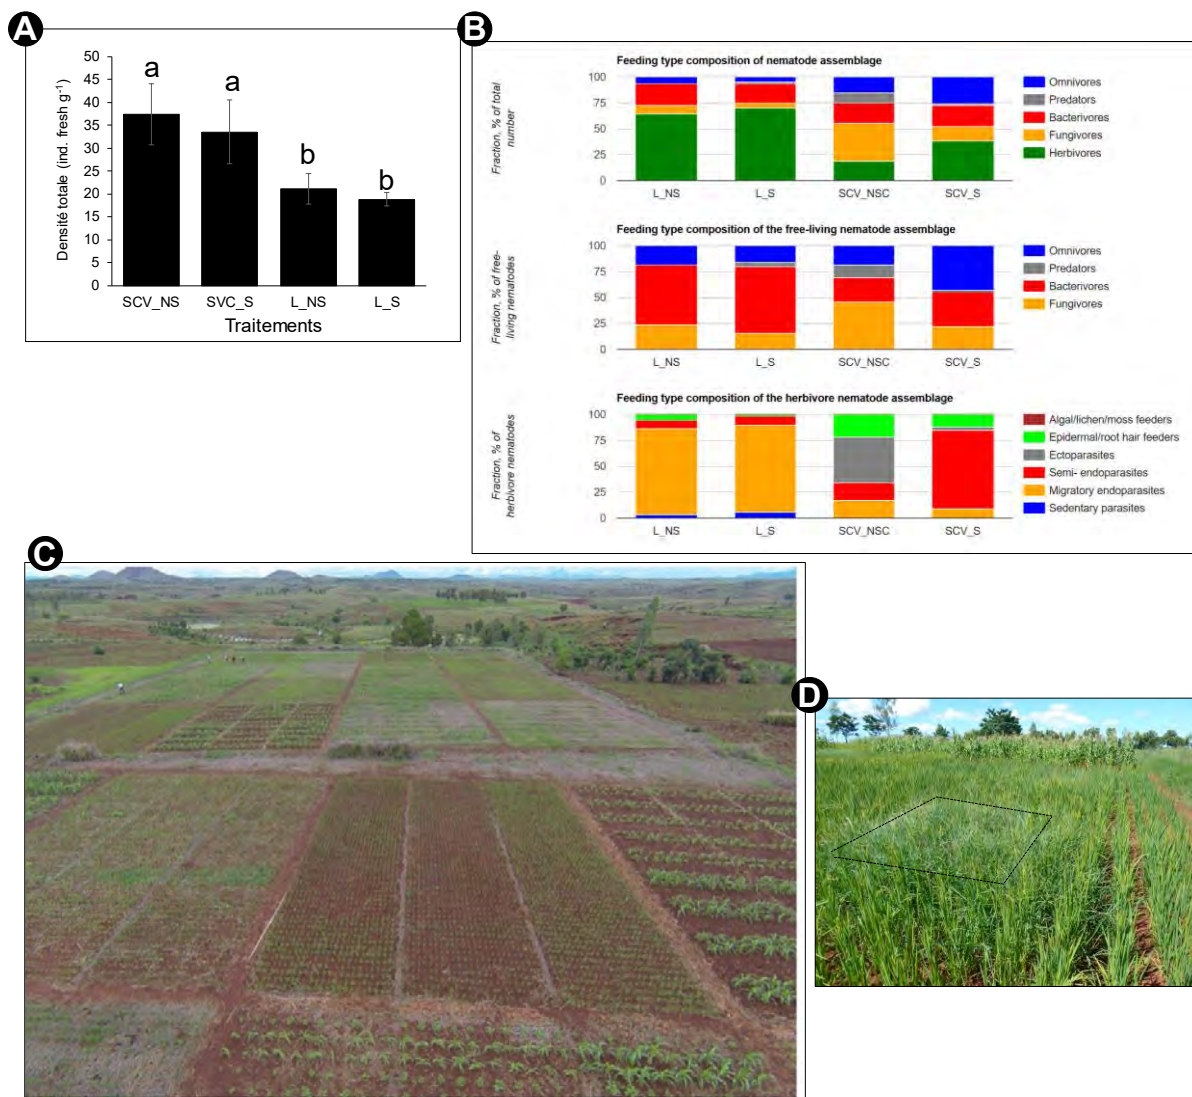 A
B
50
45
40
35
30
25
20
15
10
5
0
Densité totale (ind. fresh g⁻¹)
a
a
b
b
SCV_NS SVC_S L_NS L_S
Traitements
Feeding type composition of nematode assemblage
Fraction, % of total
number
100
75
50
25
0
L_NS L_S SCV_NSC SCV_S
Omnivores
Predators
Bacterivores
Fungivores
Herbivores
Feeding type composition of the free-living nematode assemblage
Fraction, % of free-
living nematodes
100
75
50
25
0
L_NS L_S SCV_NSC SCV_S
Omnivores
Predators
Bacterivores
Fungivores
Feeding type composition of the herbivore nematode assemblage
Fraction, % of
herbivore nematodes
100
75
50
25
0
L_NS L_S SCV_NSC SCV_S
Algal/lichen/moss feeders
Epidermal/root hair feeders
Ectoparasites
Semi- endoparasites
Migratory endoparasites
Sedentary parasites
C
D